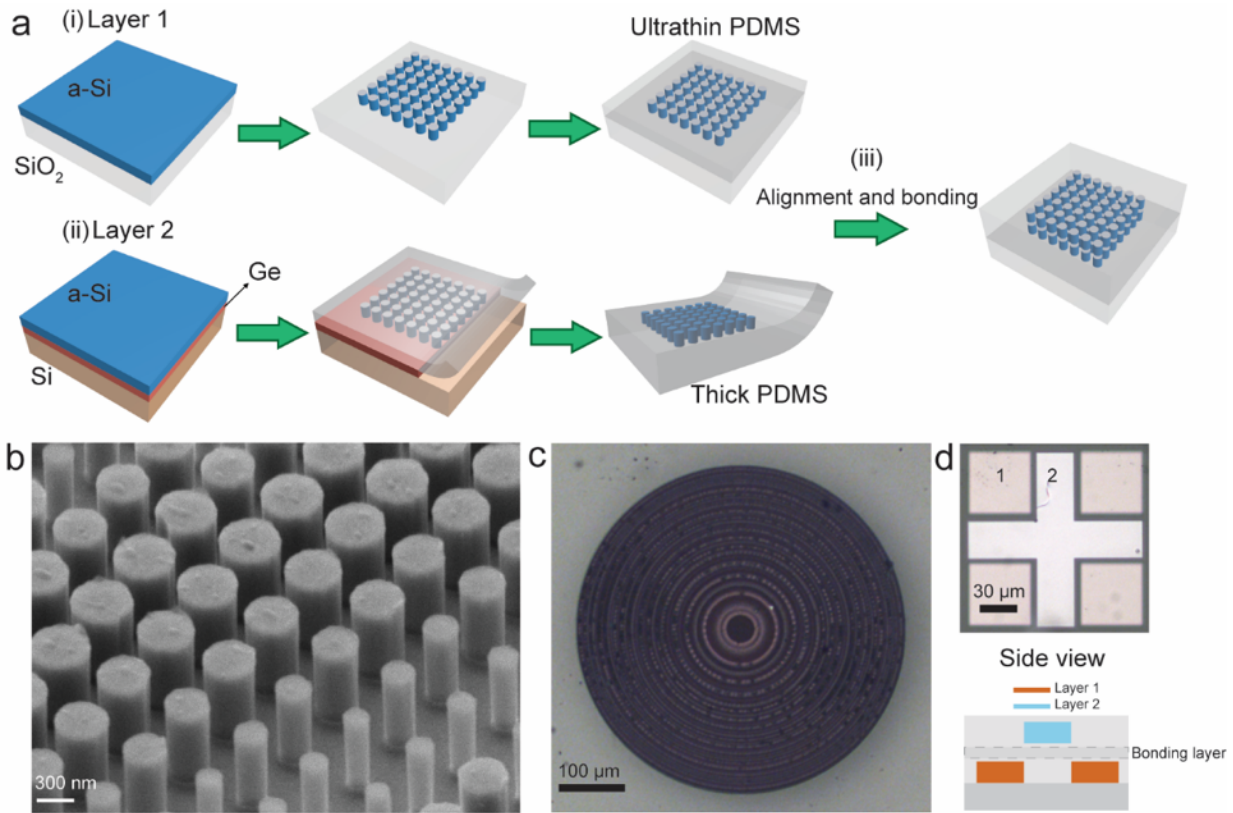 a
(i) Layer 1
Ultrathin PDMS
a-Si
SiO2
(iii)
Alignment and bonding
(ii) Layer 2
Ge
a-Si
Si
Thick PDMS
b
300 nm
c
100 µm
d
1
2
30 µm
Side view
Layer 1
Layer 2
Bonding layer